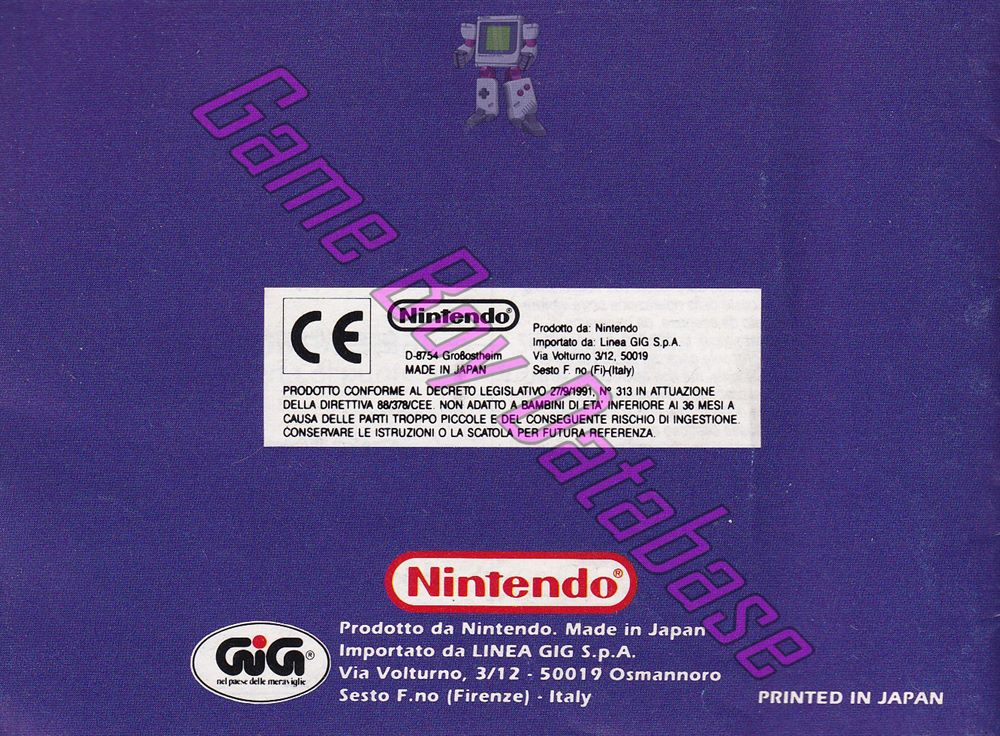 Game Boy Database
CE
Nintendo®
D-8754 Großostheim
MADE IN JAPAN
Prodotto da: Nintendo
Importato da: Linea GIG S.p.A.
Via Volturno 3/12, 50019
Sesto F. no (Fi)-(Italy)
PRODOTTO CONFORME AL DECRETO LEGISLATIVO 27/9/1991, N° 313 IN ATTUAZIONE
DELLA DIRETTIVA 88/378/CEE. NON ADATTO A BAMBINI DI ETA' INFERIORE AI 36 MESI A
CAUSA DELLE PARTI TROPPO PICCOLE E DEL CONSEGUENTE RISCHIO DI INGESTIONE.
CONSERVARE LE ISTRUZIONI O LA SCATOLA PER FUTURA REFERENZA.
Nintendo®
GiG®
nel paese delle meraviglie
Prodotto da Nintendo. Made in Japan
Importato da LINEA GIG S.p.A.
Via Volturno, 3/12 - 50019 Osmannoro
Sesto F.no (Firenze) - Italy
PRINTED IN JAPAN